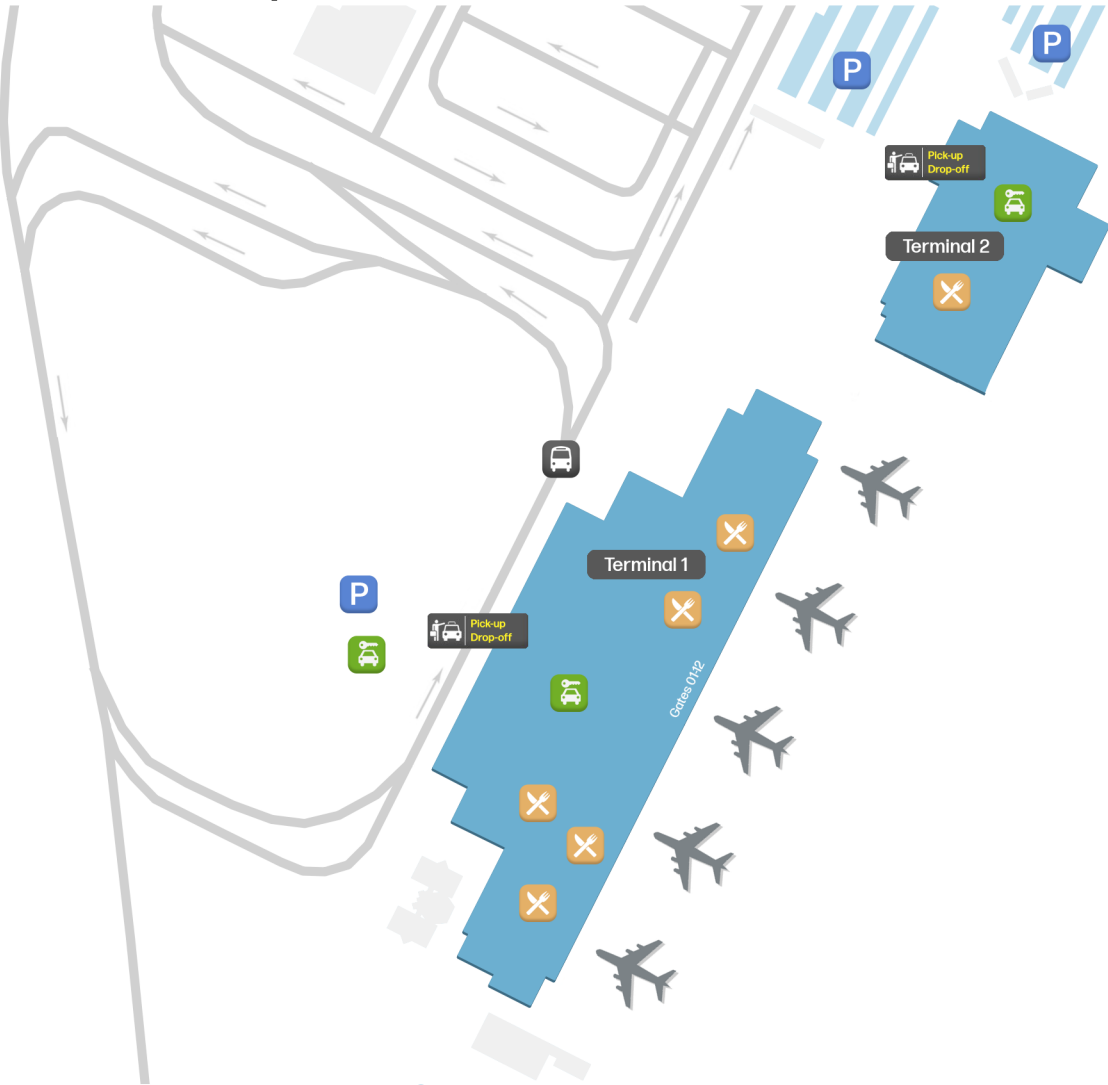 P
P
Pick-up
Drop-off
Terminal 2
Terminal 1
P
Pick-up
Drop-off
Gates 01-12